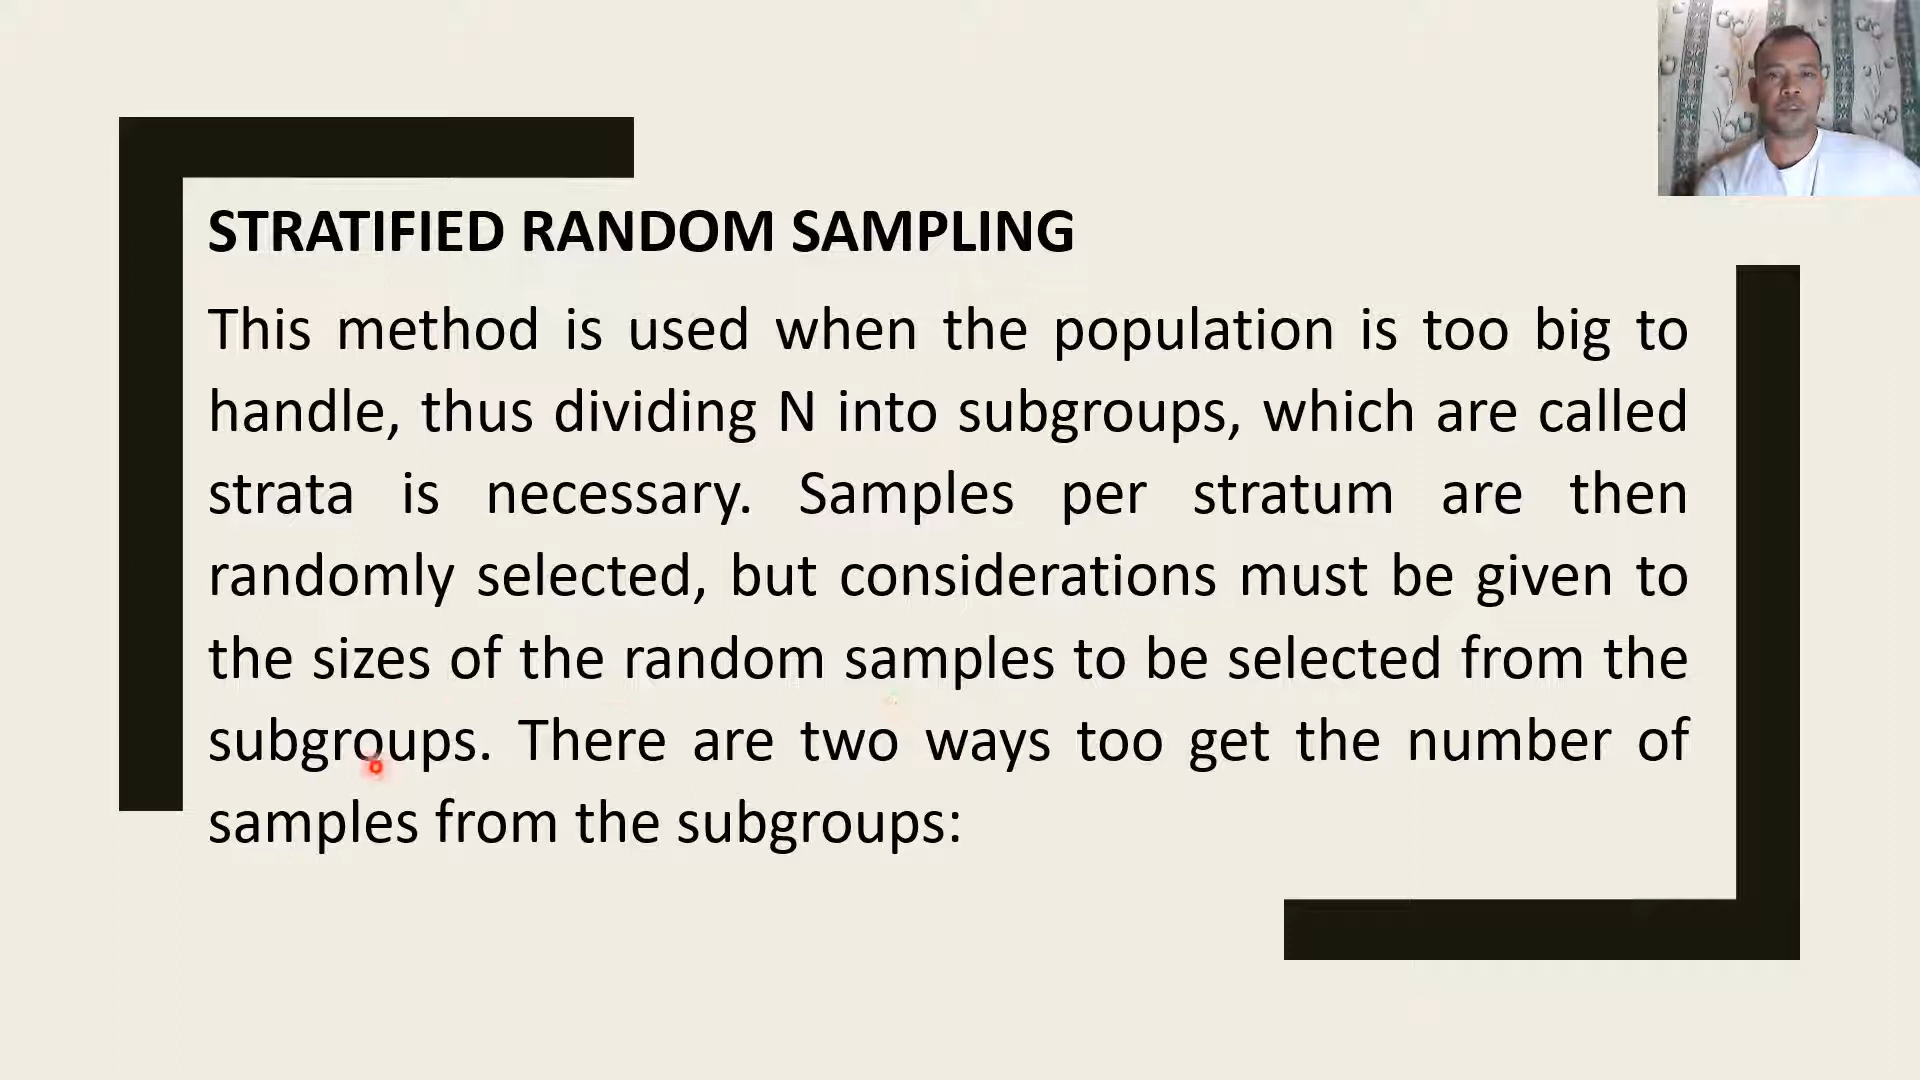 STRATIFIED RANDOM SAMPLING
This method is used when the population is too big to
handle, thus dividing N into subgroups, which are called
strata is necessary. Samples per stratum are then
randomly selected, but considerations must be given to
the sizes of the random samples to be selected from the
subgroups. There are two ways too get the number of
samples from the subgroups: